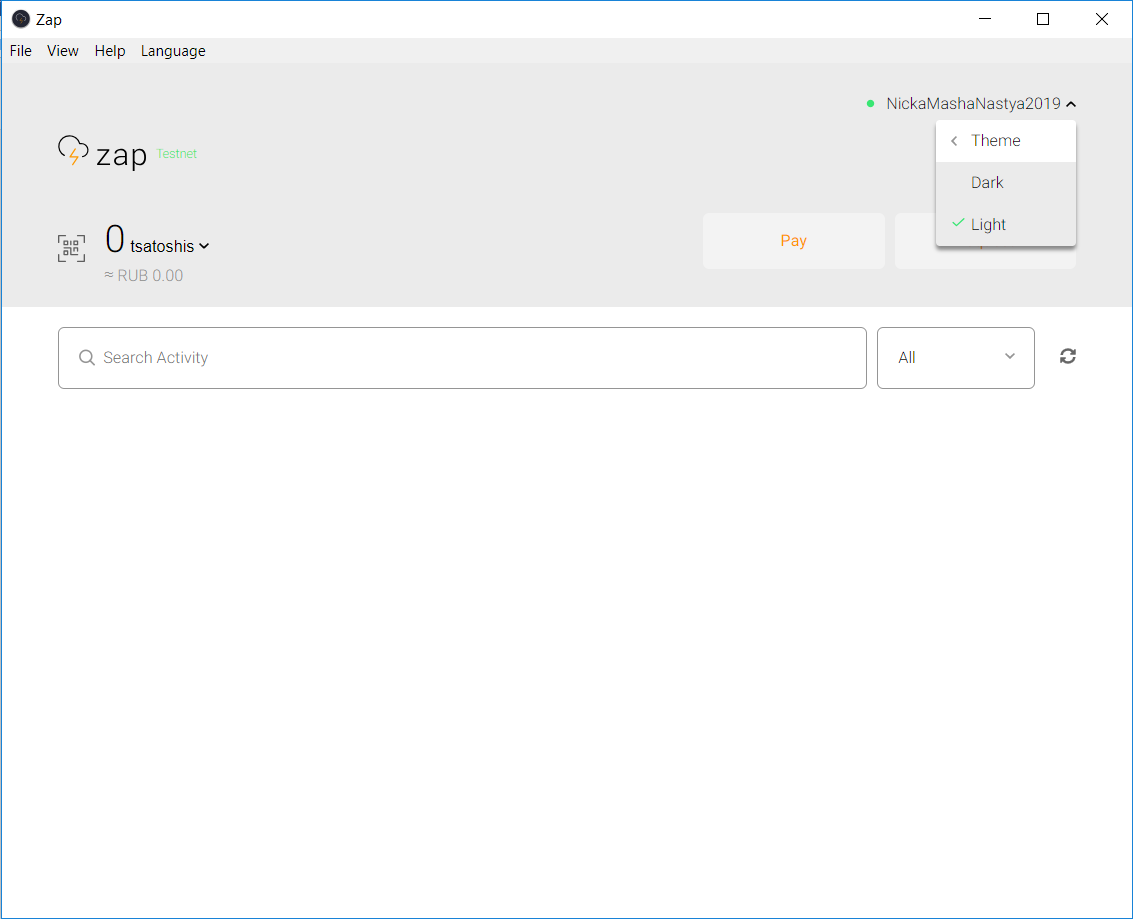 Zap
File View Help Language
NickaMashaNastya2019
Theme
zap Testnet
Dark
Light
0 tsatoshis
Pay
≈ RUB 0.00
Search Activity
All